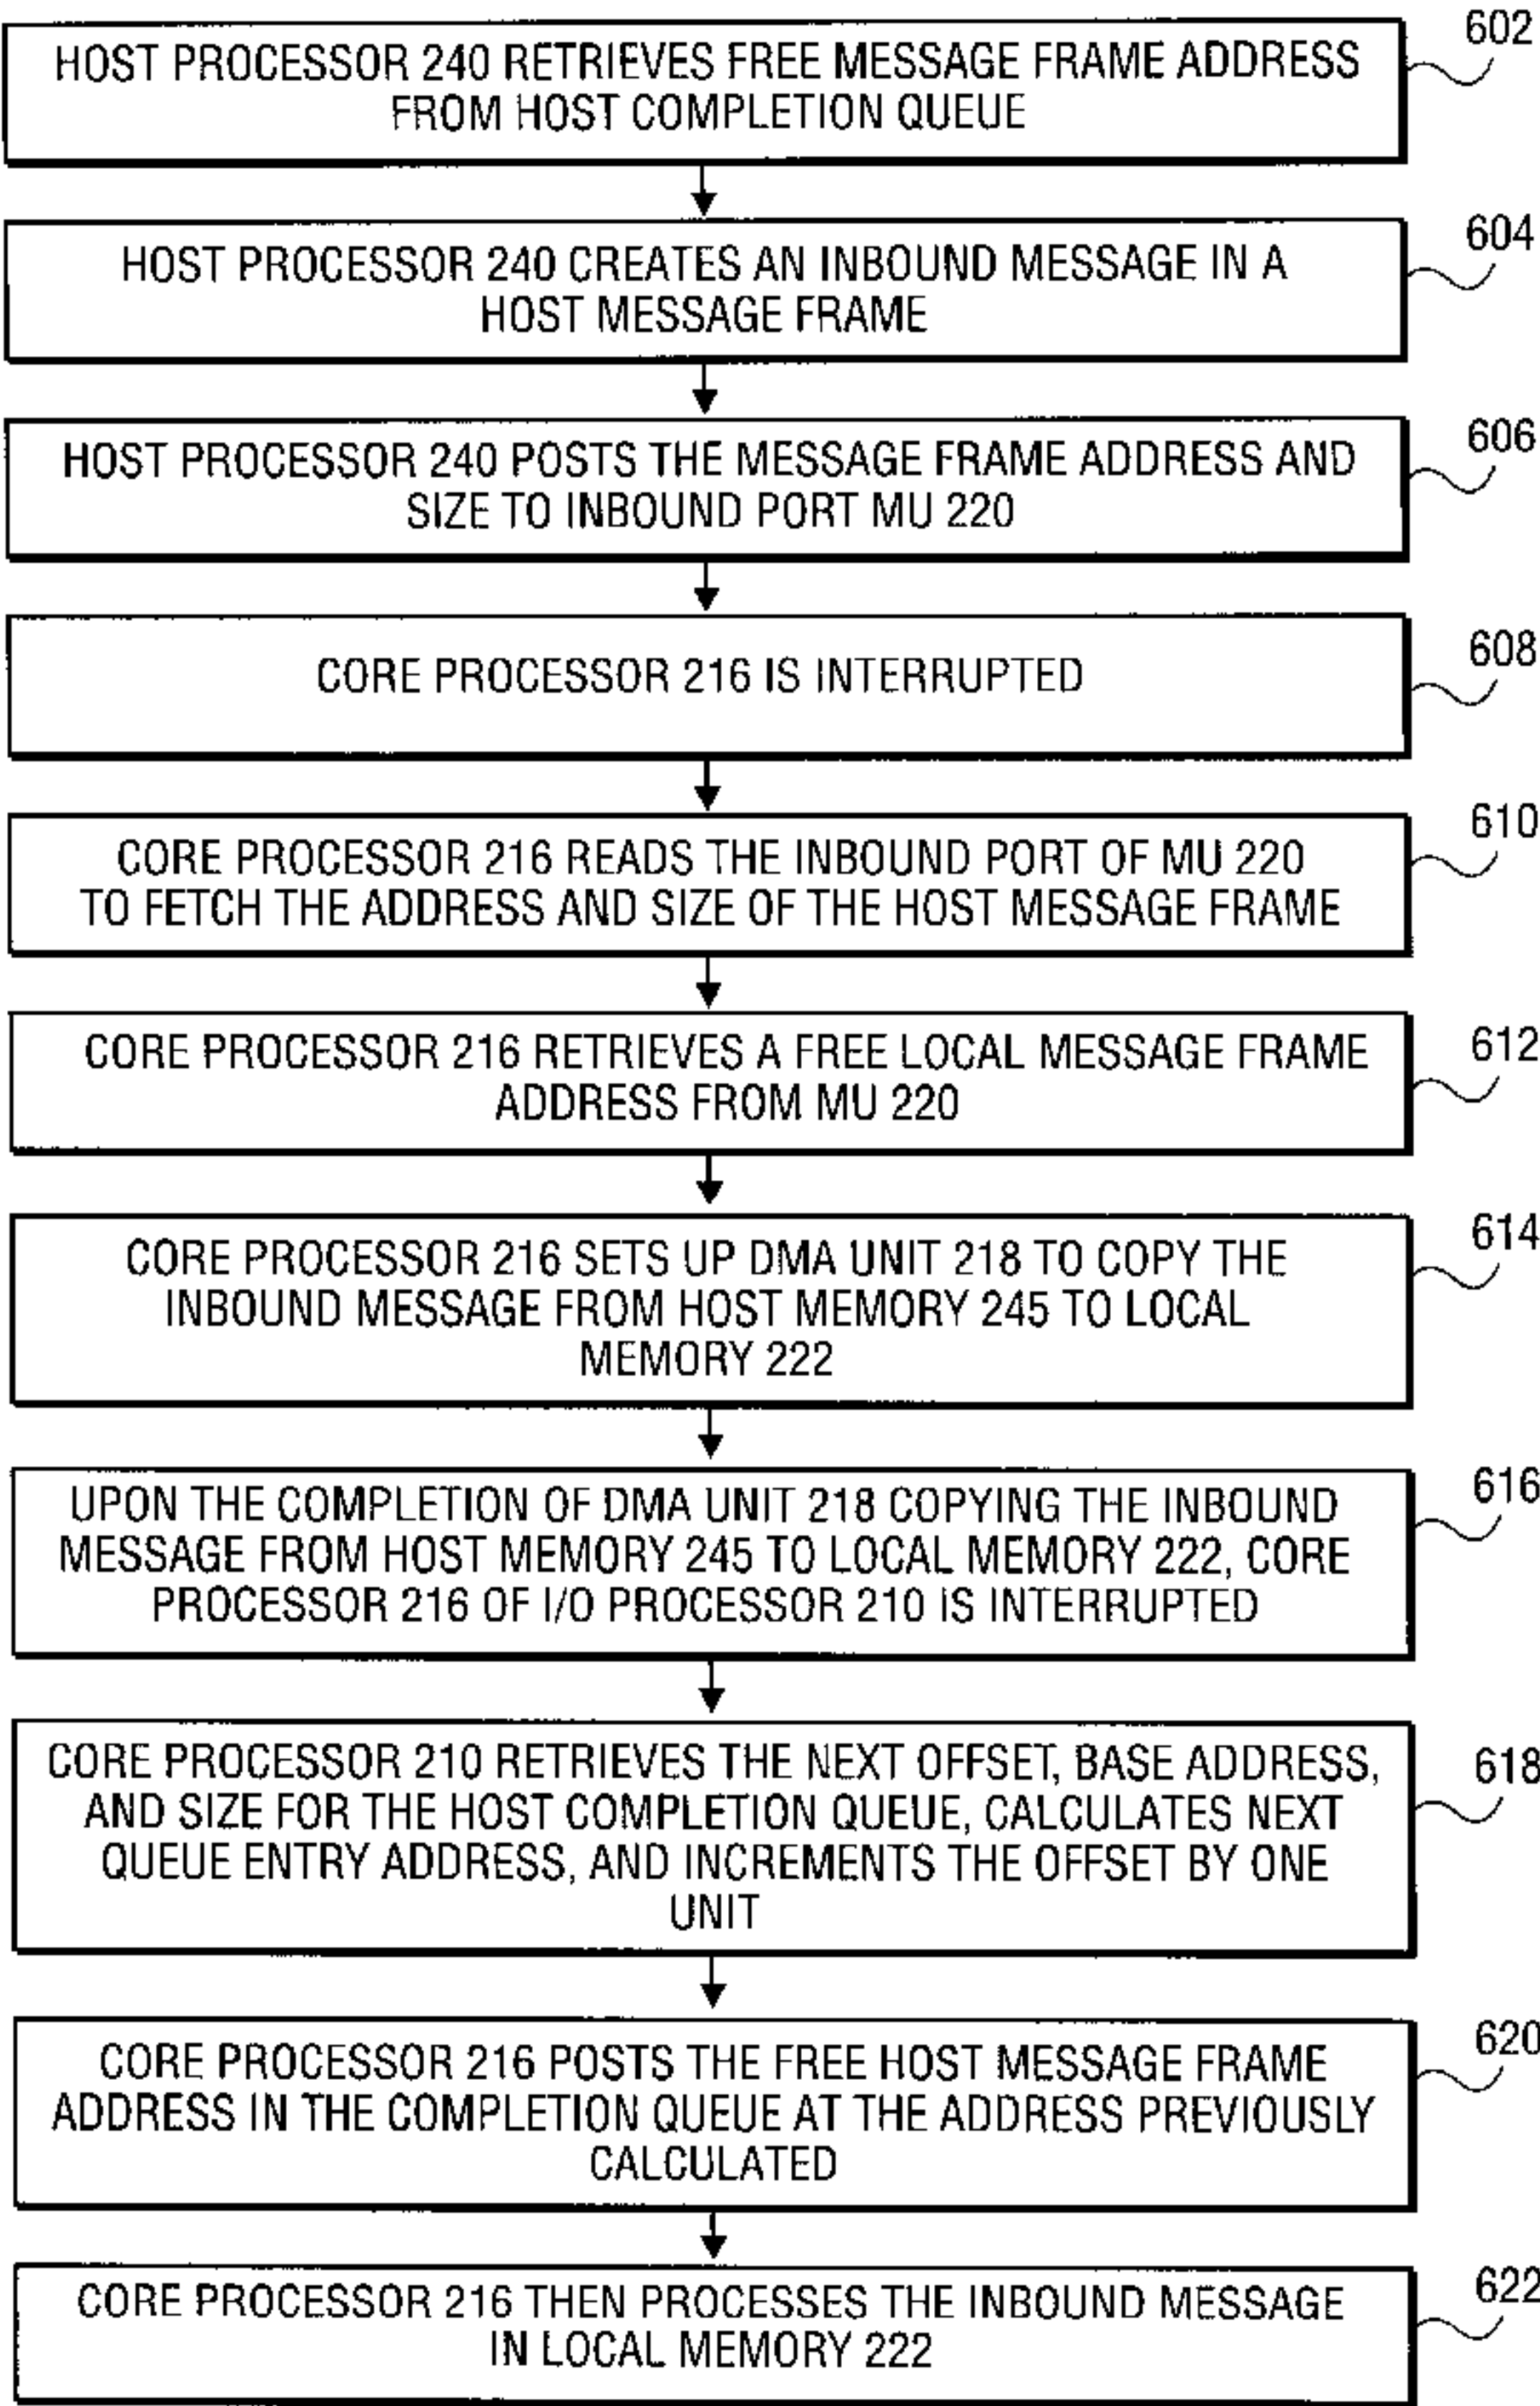 602
HOST PROCESSOR 240 RETRIEVES FREE MESSAGE FRAME ADDRESS
FROM HOST COMPLETION QUEUE
604
HOST PROCESSOR 240 CREATES AN INBOUND MESSAGE IN A
HOST MESSAGE FRAME
606
HOST PROCESSOR 240 POSTS THE MESSAGE FRAME ADDRESS AND
SIZE TO INBOUND PORT MU 220
608
CORE PROCESSOR 216 IS INTERRUPTED
610
CORE PROCESSOR 216 READS THE INBOUND PORT OF MU 220
TO FETCH THE ADDRESS AND SIZE OF THE HOST MESSAGE FRAME
612
CORE PROCESSOR 216 RETRIEVES A FREE LOCAL MESSAGE FRAME
ADDRESS FROM MU 220
614
CORE PROCESSOR 216 SETS UP DMA UNIT 218 TO COPY THE
INBOUND MESSAGE FROM HOST MEMORY 245 TO LOCAL
MEMORY 222
616
UPON THE COMPLETION OF DMA UNIT 218 COPYING THE INBOUND
MESSAGE FROM HOST MEMORY 245 TO LOCAL MEMORY 222, CORE
PROCESSOR 216 OF I/O PROCESSOR 210 IS INTERRUPTED
618
CORE PROCESSOR 210 RETRIEVES THE NEXT OFFSET, BASE ADDRESS,
AND SIZE FOR THE HOST COMPLETION QUEUE, CALCULATES NEXT
QUEUE ENTRY ADDRESS, AND INCREMENTS THE OFFSET BY ONE
UNIT
620
CORE PROCESSOR 216 POSTS THE FREE HOST MESSAGE FRAME
ADDRESS IN THE COMPLETION QUEUE AT THE ADDRESS PREVIOUSLY
CALCULATED
622
CORE PROCESSOR 216 THEN PROCESSES THE INBOUND MESSAGE
IN LOCAL MEMORY 222